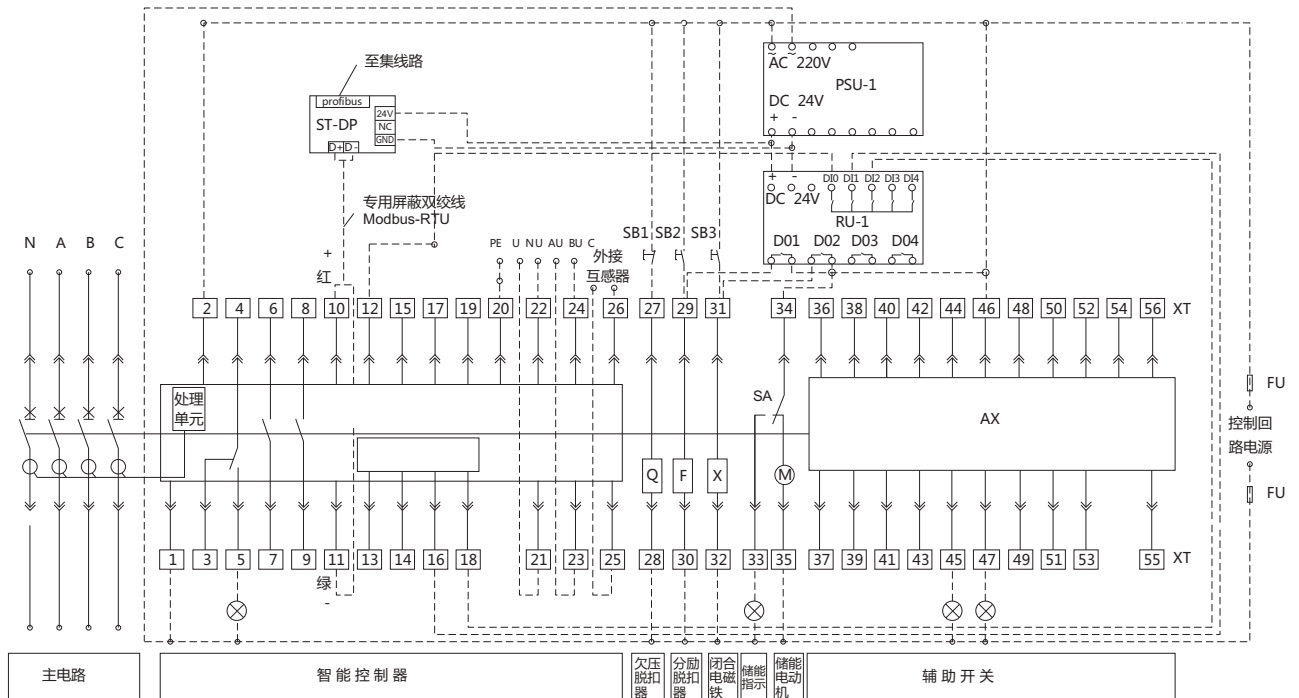 至集线路
profibus
ST-DP
24V
NC
GND
D+ D-
AC 220V
PSU-1
DC 24V
+ -
+ -
DC 24V
DI0 DI1 DI2 DI3 DI4
RU-1
D01 D02 D03 D04
专用屏蔽双绞线
Modbus-RTU
SB1 SB2 SB3
N A B C
+
红
PE U N U A U B U C
外接
互感器
2 4 6 8 10 12 15 17 19 20 22 24 26 27 29 31 34 36 38 40 42 44 46 48 50 52 54 56 XT
处理
单元
SA
AX
FU
控制回
路电源
FU
Q F X M
1 3 5 7 9 11 13 14 16 18 21 23 25 28 30 32 33 35 37 39 41 43 45 47 49 51 53 55 XT
绿
-
主电路
智能控制器
欠压
脱扣
器
分励
脱扣
器
闭合
电磁
铁
储能
指示
储能
电动
机
辅助开关